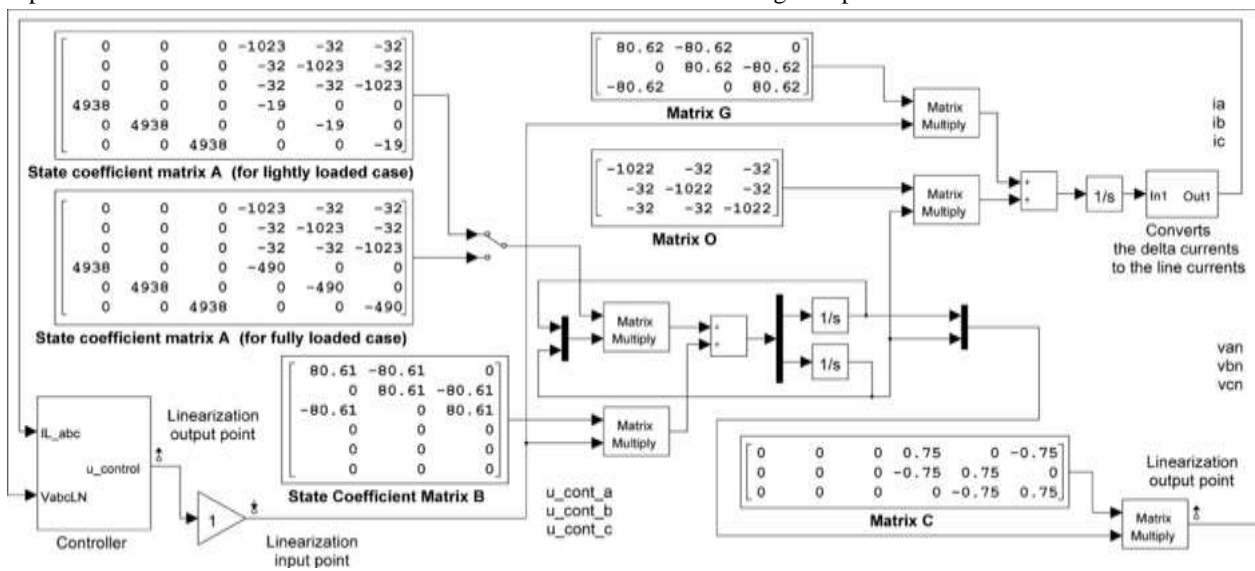 0 0 0 -1023 -32 -32
0 0 0 -32 -1023 -32
0 0 0 -32 -32 -1023
4938 0 0 -19 0 0
0 4938 0 0 -19 0
0 0 4938 0 0 -19
State coefficient matrix A (for lightly loaded case)
0 0 0 -1023 -32 -32
0 0 0 -32 -1023 -32
0 0 0 -32 -32 -1023
4938 0 0 -490 0 0
0 4938 0 0 -490 0
0 0 4938 0 0 -490
State coefficient matrix A (for fully loaded case)
80.62 -80.62 0
0 80.62 -80.62
-80.62 0 80.62
Matrix G
-1022 -32 -32
-32 -1022 -32
-32 -32 -1022
Matrix O
Matrix
Multiply
Matrix
Multiply
+
+
1/s
In1 Out1
Converts
the delta currents
to the line currents
ia
ib
ic
Matrix
Multiply
+
+
1/s
1/s
van
vbn
vcn
80.61 -80.61 0
0 80.61 -80.61
-80.61 0 80.61
0 0 0
0 0 0
0 0 0
State Coefficient Matrix B
Matrix
Multiply
IL_abc
u_control
VabcLN
Controller
Linearization
output point
1
Linearization
input point
u_cont_a
u_cont_b
u_cont_c
0 0 0 0.75 0 -0.75
0 0 0 -0.75 0.75 0
0 0 0 0 -0.75 0.75
Matrix C
Linearization
output point
Matrix
Multiply